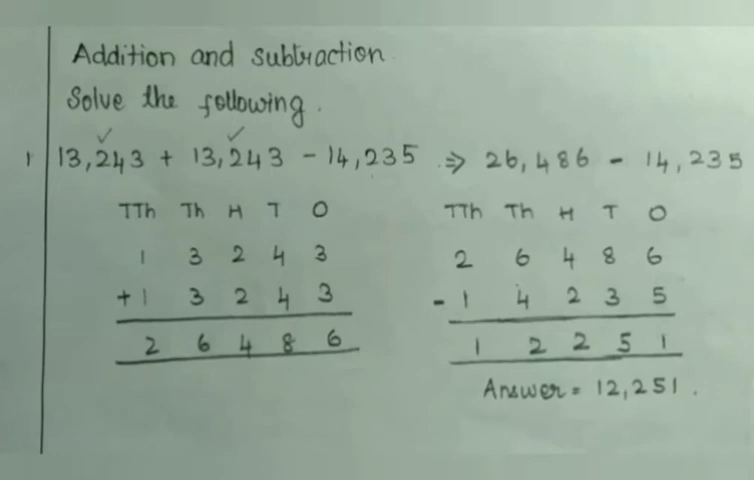 Addition and subtraction.
Solve the following.
1 13,243 + 13,243 - 14,235 ⇒ 26,486 - 14,235
TTh Th H T O
1 3 2 4 3
+1 3 2 4 3
2 6 4 8 6
TTh Th H T O
2 6 4 8 6
-1 4 2 3 5
1 2 2 5 1
Answer = 12,251.